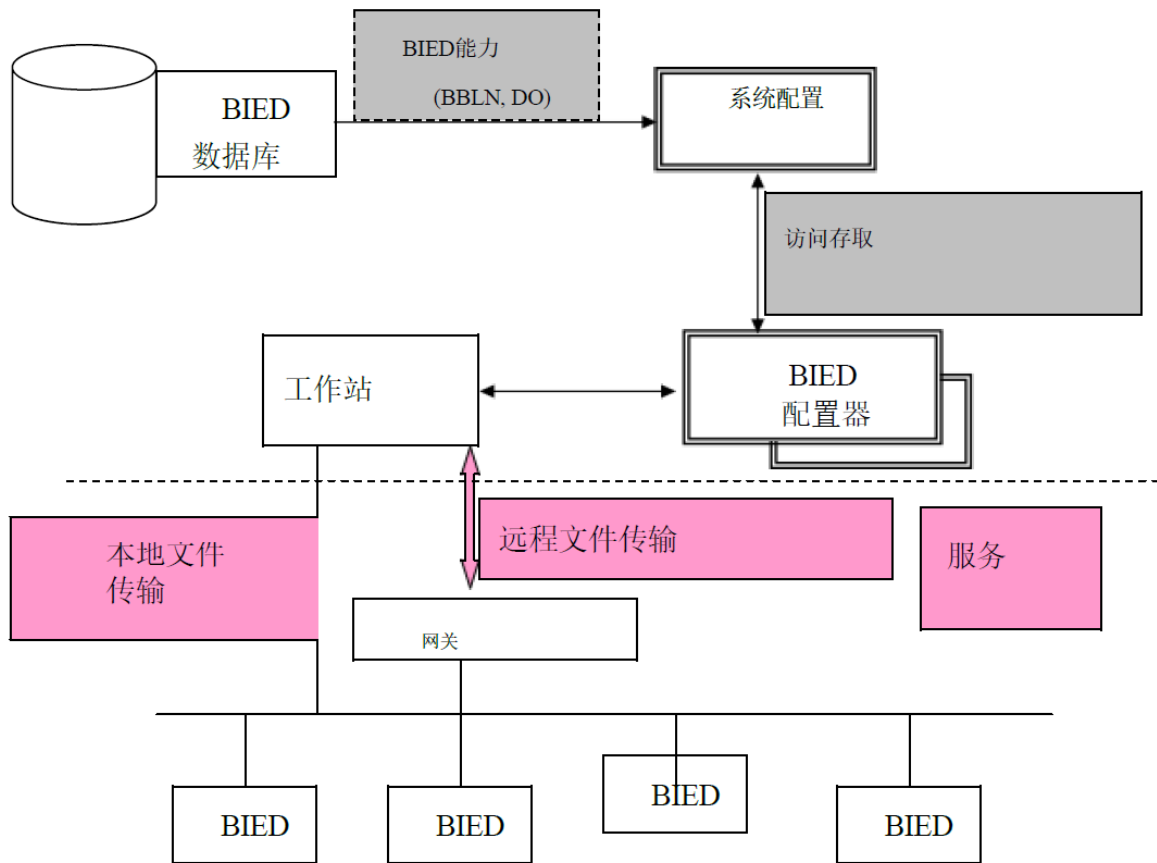 BIED能力
(BBLN, DO)
BIED
数据库
系统配置
访问存取
工作站
BIED
配置器
本地文件
传输
远程文件传输
服务
网关
BIED
BIED
BIED
BIED